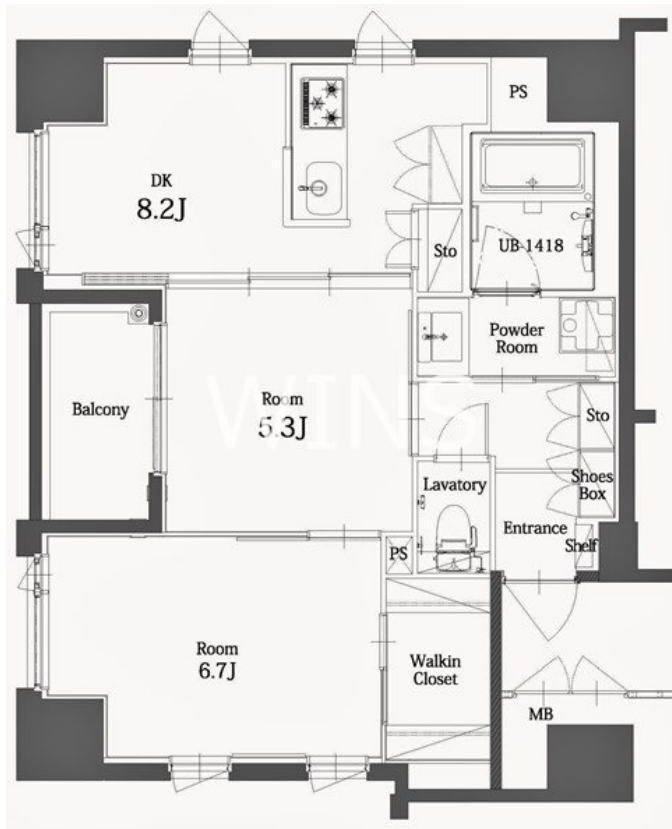 PS
DK
8.2J
Sto
UB 1418
Powder
Room
Balcony
Room
5.3J
WINS
Sto
Lavatory
Shoes
Box
Entrance
Shelf
PS
Room
6.7J
Walkin
Closet
MB